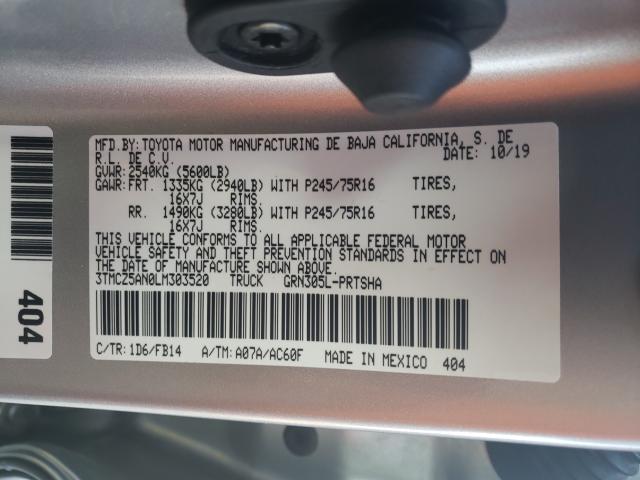 MFD.BY:TOYOTA MOTOR MANUFACTURING DE BAJA CALIFORNIA, S. DE
R.L. DE C.V. DATE: 10/19
GVWR:2540KG (5600LB)
GAWR:FRT. 1335KG (2940LB) WITH P245/75R16 TIRES,
16X7J RIMS.
RR. 1490KG (3280LB) WITH P245/75R16 TIRES,
16X7J RIMS.
THIS VEHICLE CONFORMS TO ALL APPLICABLE FEDERAL MOTOR
VEHICLE SAFETY AND THEFT PREVENTION STANDARDS IN EFFECT ON
THE DATE OF MANUFACTURE SHOWN ABOVE.
3TMCZ5AN0LM303520 TRUCK GRN305L-PRTSHA
C/TR:1D6/FB14 A/TM:A07A/AC60F MADE IN MEXICO 404
404